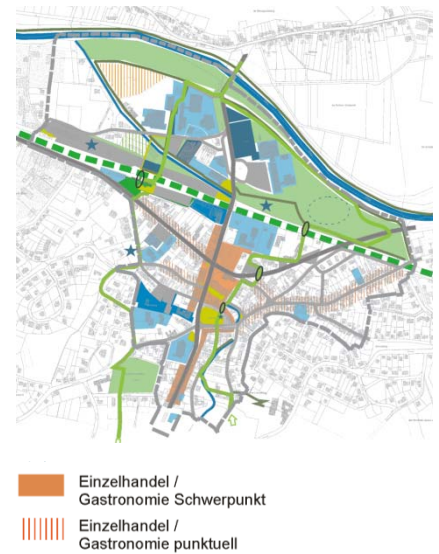 Einzelhandel /
Gastronomie Schwerpunkt
Einzelhandel /
Gastronomie punktuell